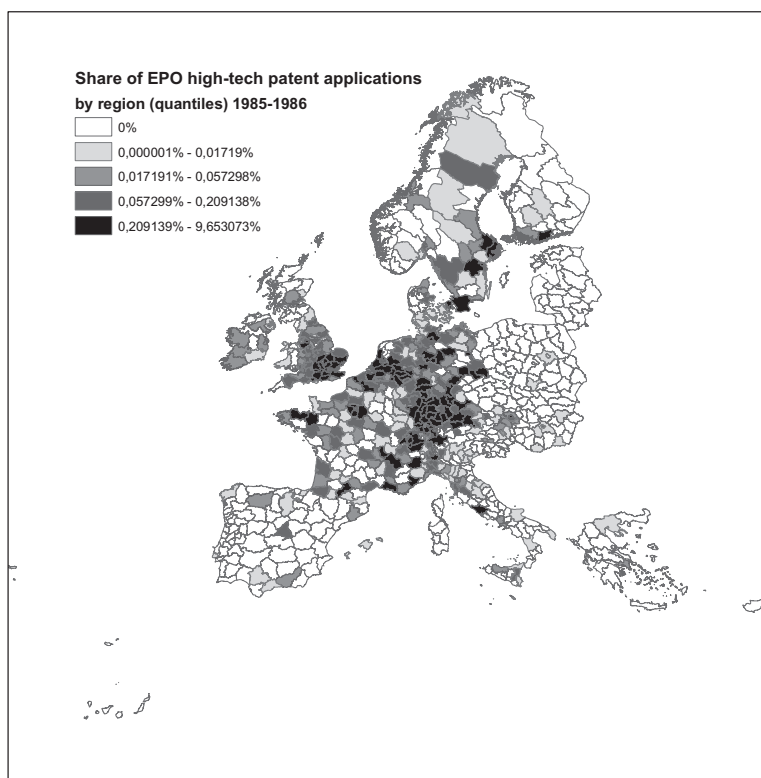 Share of EPO high-tech patent applications
by region (quantiles) 1985-1986
0%
0,000001% - 0,01719%
0,017191% - 0,057298%
0,057299% - 0,209138%
0,209139% - 9,653073%